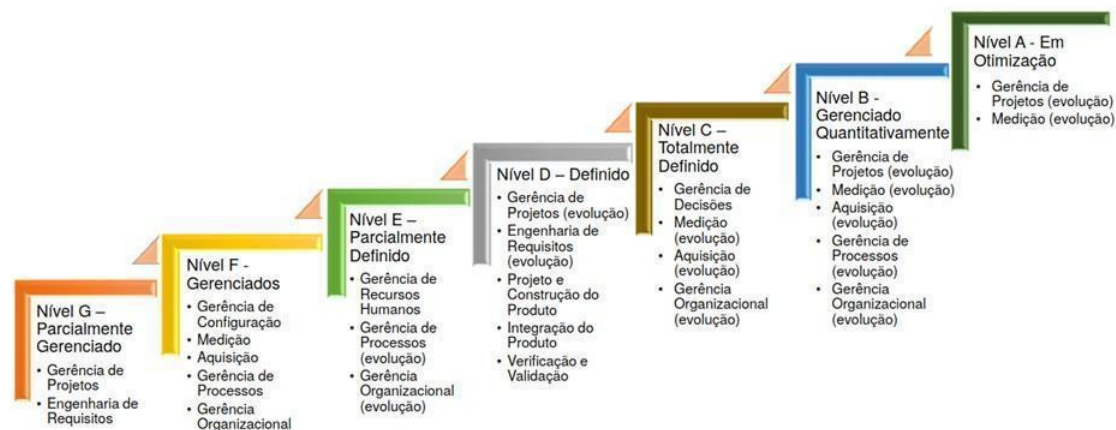 Nível G –
Parcialmente
Gerenciado
• Gerência de
Projetos
• Engenharia de
Requisitos
Nível F -
Gerenciados
• Gerência de
Configuração
• Medição
• Aquisição
• Gerência de
Processos
• Gerência
Organizacional
Nível E –
Parcialmente
Definido
• Gerência de
Recursos
Humanos
• Gerência de
Processos
(evolução)
• Gerência
Organizacional
(evolução)
Nível D – Definido
• Gerência de
Projetos (evolução)
• Engenharia de
Requisitos
(evolução)
• Projeto e
Construção do
Produto
• Integração do
Produto
• Verificação e
Validação
Nível C –
Totalmente
Definido
• Gerência de
Decisões
• Medição
(evolução)
• Aquisição
(evolução)
• Gerência
Organizacional
(evolução)
Nível B -
Gerenciado
Quantitativamente
• Gerência de
Projetos (evolução)
• Medição (evolução)
• Aquisição
(evolução)
• Gerência de
Processos
(evolução)
• Gerência
Organizacional
(evolução)
Nível A - Em
Otimização
• Gerência de
Projetos (evolução)
• Medição (evolução)